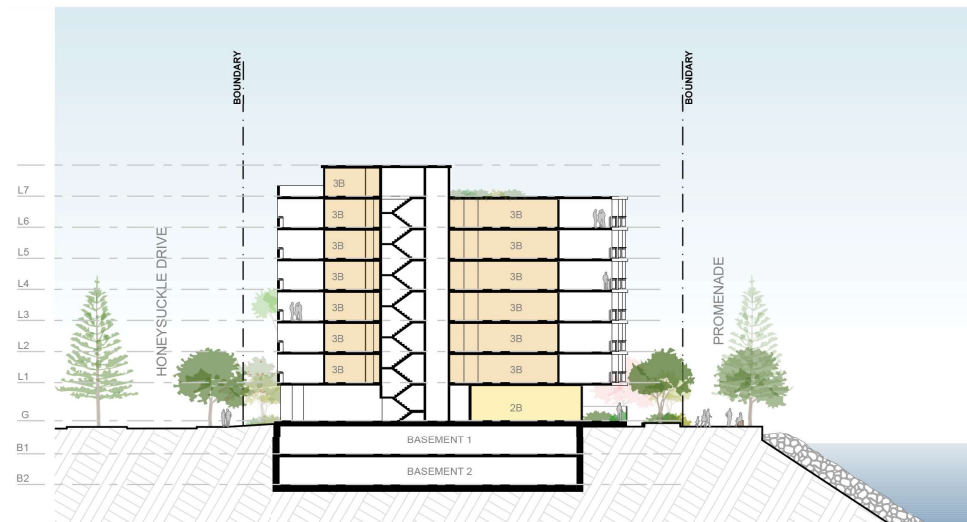 BOUNDARY
BOUNDARY
L7
L6
L5
L4
L3
L2
L1
G
B1
B2
HONEYSUCKLE DRIVE
PROMENADE
3B
3B
3B
3B
3B
3B
3B
3B
3B
3B
3B
3B
3B
2B
BASEMENT 1
BASEMENT 2